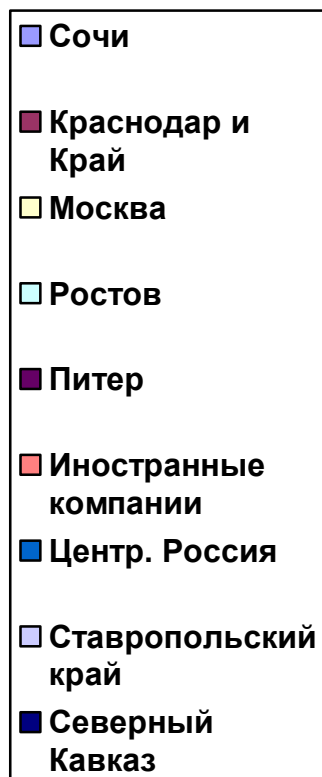 Сочи
Краснодар и
Край
Москва
Ростов
Питер
Иностранные
компании
Центр. Россия
Ставропольский
край
Северный
Кавказ